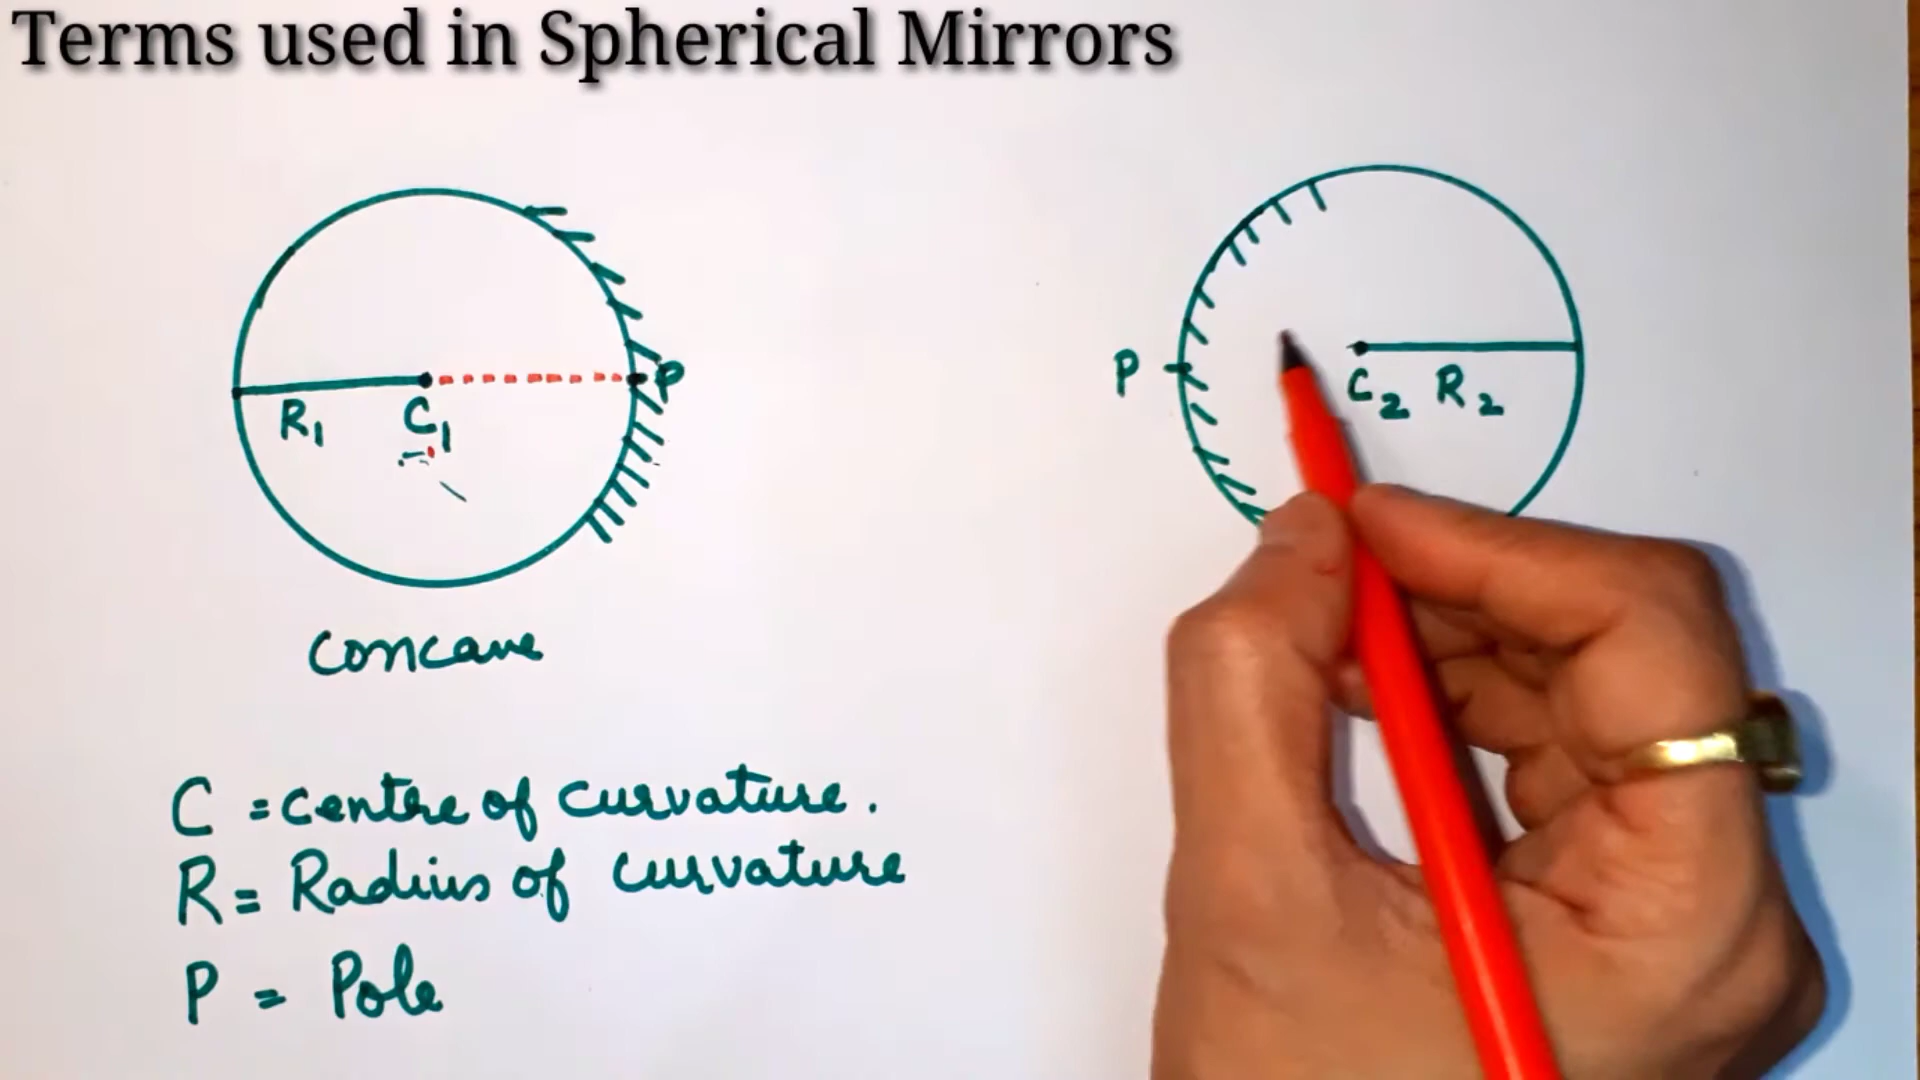 Terms used in Spherical Mirrors
P
R1
C1
P
C2
R2
concave
C = Centre of curvature.
R = Radius of curvature
P = Pole